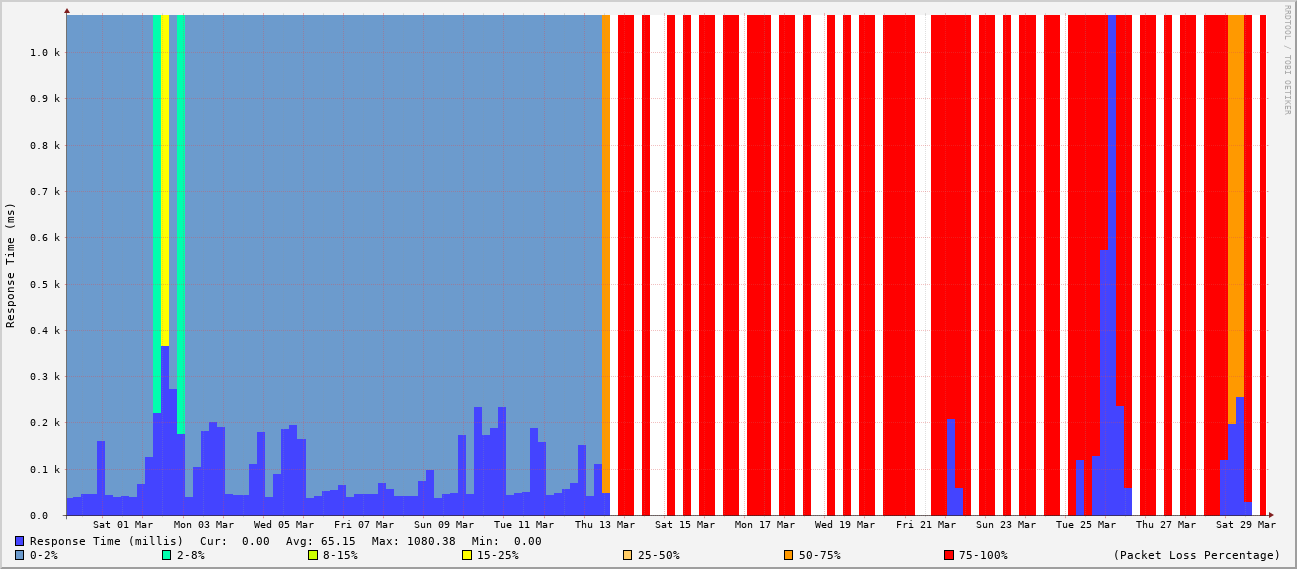 RRDTOOL / TOBI OETIKER
Response Time (ms)
1.0 k
0.9 k
0.8 k
0.7 k
0.6 k
0.5 k
0.4 k
0.3 k
0.2 k
0.1 k
0.0
Sat 01 Mar Mon 03 Mar Wed 05 Mar Fri 07 Mar Sun 09 Mar Tue 11 Mar Thu 13 Mar Sat 15 Mar Mon 17 Mar Wed 19 Mar Fri 21 Mar Sun 23 Mar Tue 25 Mar Thu 27 Mar Sat 29 Mar
Response Time (millis) Cur: 0.00 Avg: 65.15 Max: 1080.38 Min: 0.00
0-2% 2-8% 8-15% 15-25% 25-50% 50-75% 75-100% (Packet Loss Percentage)